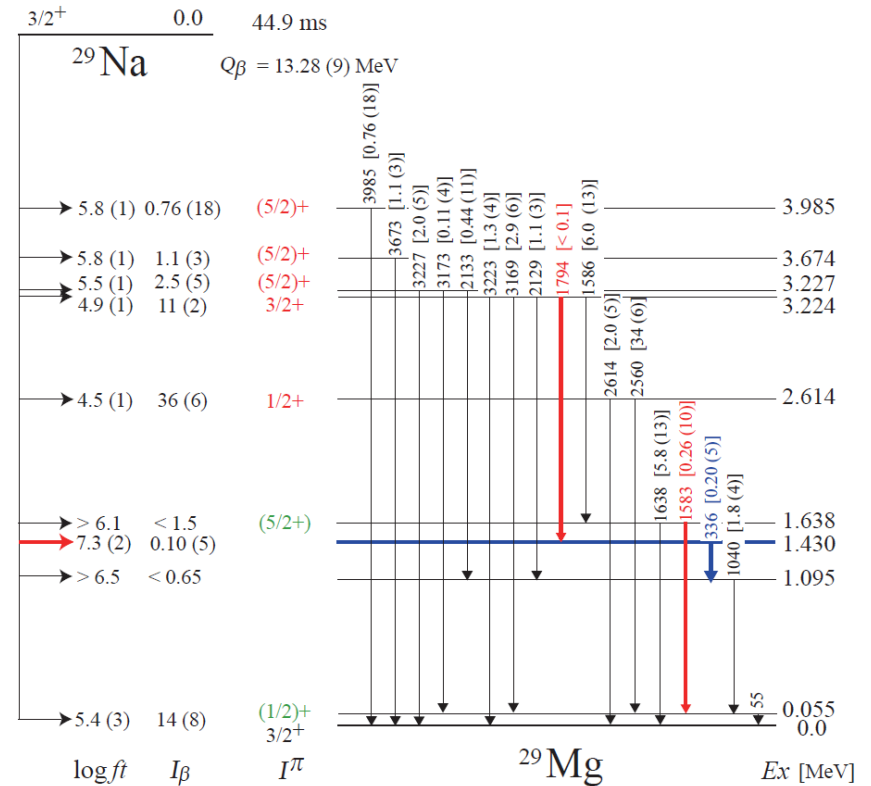 3/2+ 0.0 44.9 ms
29Na
Qβ = 13.28 (9) MeV
3985 [0.76 (18)]
3673 [1.1 (3)]
3227 [2.0 (5)]
3173 [0.11 (4)]
2133 [0.44 (11)]
3223 [1.3 (4)]
3169 [2.9 (6)]
2129 [1.1 (3)]
1794 [< 0.1]
1586 [6.0 (13)]
2614 [2.0 (5)]
2560 [34 (6)]
1638 [5.8 (13)]
1583 [0.26 (10)]
336 [0.20 (5)]
1040 [1.8 (4)]
55
5.8 (1) 0.76 (18) (5/2)+ 3.985
5.8 (1) 1.1 (3) (5/2)+ 3.674
5.5 (1) 2.5 (5) (5/2)+ 3.227
4.9 (1) 11 (2) 3/2+ 3.224
4.5 (1) 36 (6) 1/2+ 2.614
> 6.1 < 1.5 (5/2+) 1.638
7.3 (2) 0.10 (5) 1.430
> 6.5 < 0.65 1.095
5.4 (3) 14 (8) (1/2)+ 0.055
3/2+ 0.0
log ft Iβ Iπ 29Mg Ex [MeV]